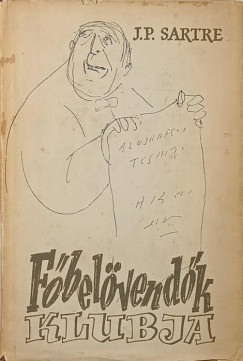 J.P. SARTRE
Főbelövendők
KLUBJA